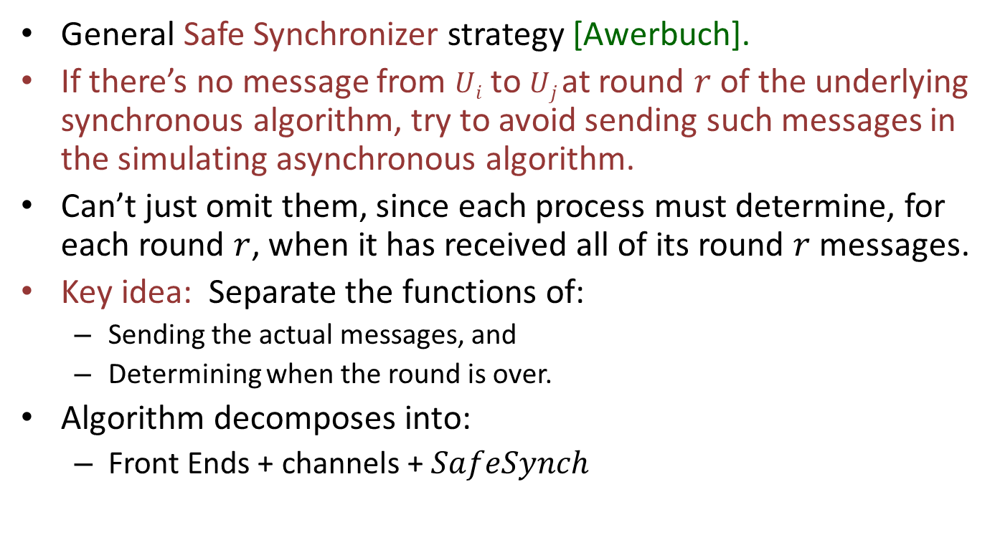 • General Safe Synchronizer strategy [Awerbuch].
• If there’s no message from U_i to U_j at round r of the underlying
synchronous algorithm, try to avoid sending such messages in
the simulating asynchronous algorithm.
• Can’t just omit them, since each process must determine, for
each round r, when it has received all of its round r messages.
• Key idea: Separate the functions of:
– Sending the actual messages, and
– Determining when the round is over.
• Algorithm decomposes into:
– Front Ends + channels + SafeSynch